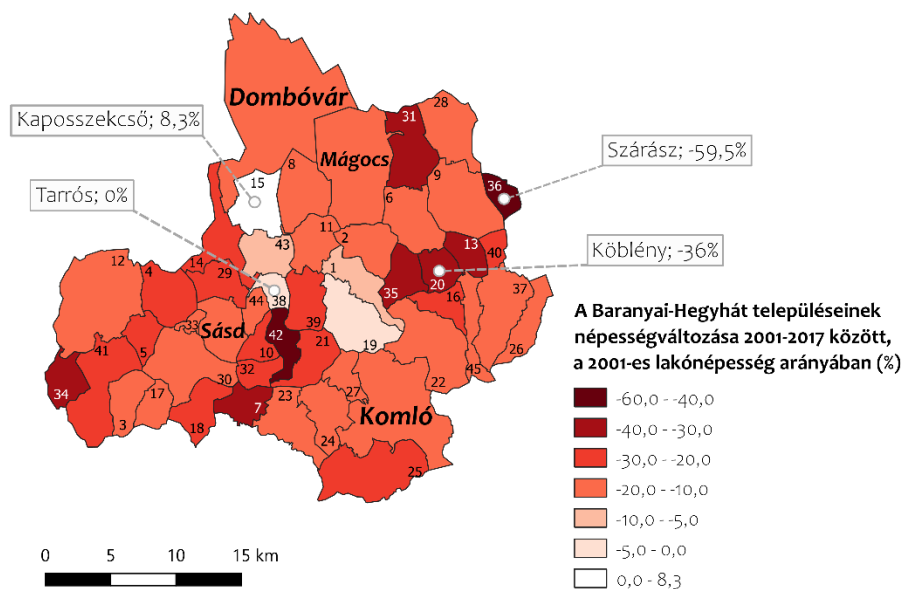 Dombóvár
28
31
Kaposszekcső; 8,3%
Mágocs
Szárász; -59,5%
8
15
9
36
Tarrós; 0%
6
11
43
2
13
12
14
1
40
Köblény; -36%
4
29
20
35
16
37
44
38
33
Sásd
42
39
A Baranyai-Hegyhát településeinek
népességváltozása 2001-2017 között,
a 2001-es lakónépesség arányában (%)
41
5
10
21
19
26
32
45
30
22
34
17
7
23
27
-60,0 - -40,0
3
18
Komló
-40,0 - -30,0
24
-30,0 - -20,0
25
-20,0 - -10,0
-10,0 - -5,0
-5,0 - 0,0
0,0 - 8,3
0 5 10 15 km